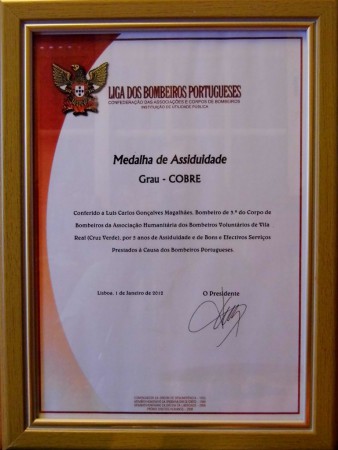 LIGA DOS BOMBEIROS PORTUGUESES
CONFEDERAÇÃO DAS ASSOCIAÇÕES E CORPOS DE BOMBEIROS
INSTITUIÇÃO DE UTILIDADE PÚBLICA
Medalha de Assiduidade
Grau - COBRE
Conferido a Luís Carlos Gonçalves Magalhães, Bombeiro de 3.ª do Corpo de
Bombeiros da Associação Humanitária dos Bombeiros Voluntários de Vila
Real (Cruz Verde), por 5 anos de Assiduidade e de Bons e Efectivos Serviços
Prestados à Causa dos Bombeiros Portugueses.
Lisboa, 1 de Janeiro de
O Presidente